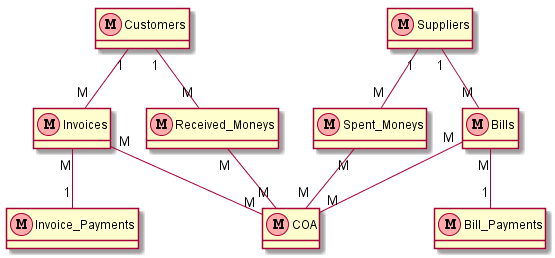 M Customers
M Suppliers
1 1 1 1
M M M M
M Invoices
M Received_Moneys
M Spent_Moneys
M Bills
M M M M M M
1 M M M M 1
M Invoice_Payments
M COA
M Bill_Payments